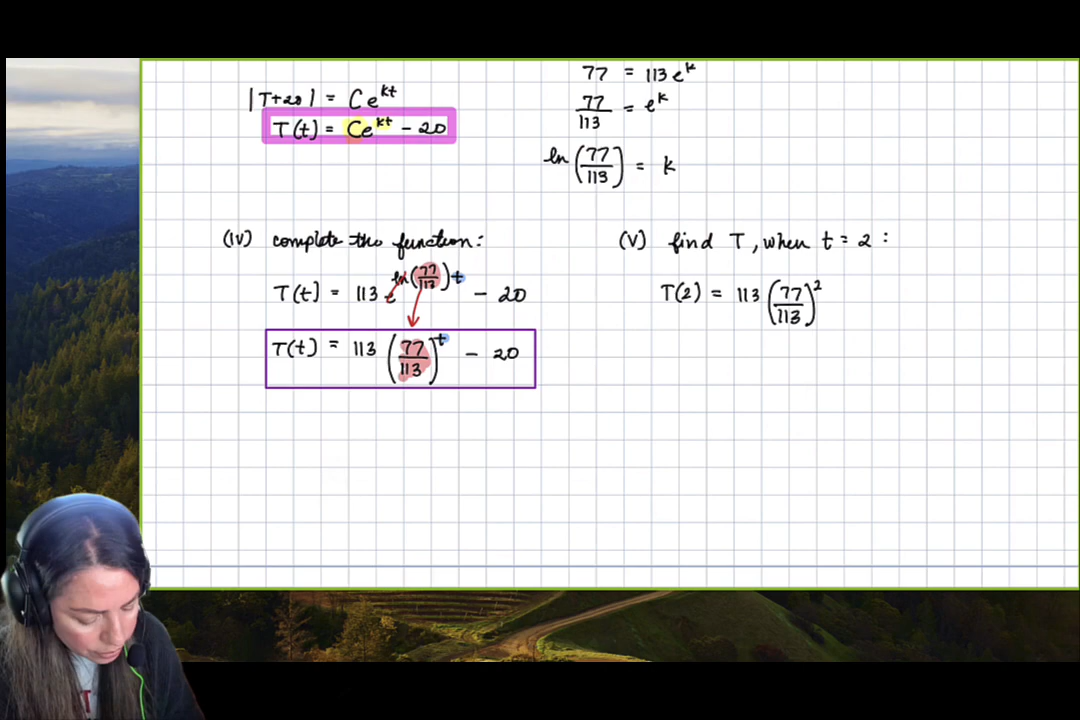 |T+20| = Ce^{kt}
T(t) = Ce^{kt} - 20
77 = 113e^k
77/113 = e^k
ln(77/113) = k
(IV) complete the function:
T(t) = 113 e^{ln(77/113)t} - 20
T(t) = 113 (77/113)^t - 20
(V) find T, when t = 2 :
T(2) = 113 (77/113)^2